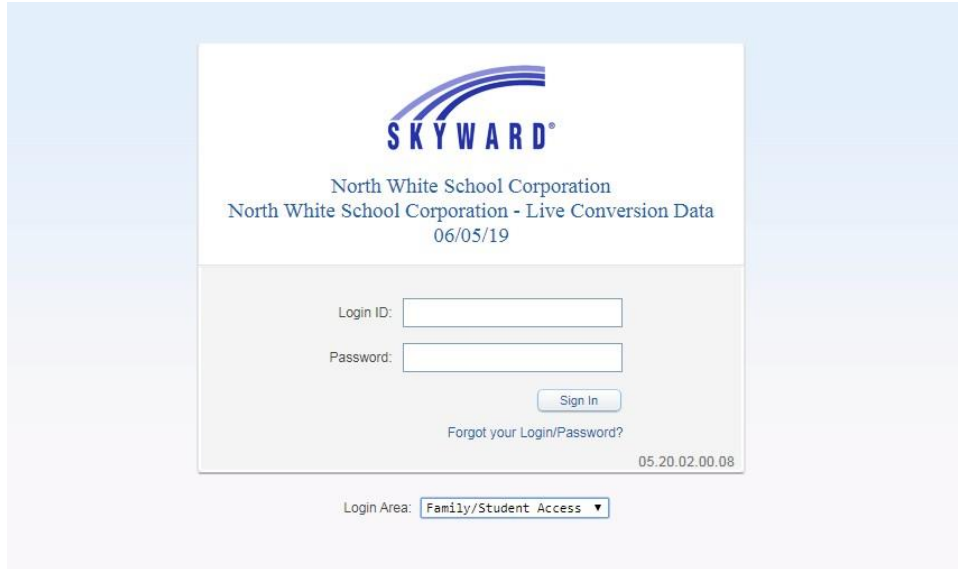 SKYWARD®
North White School Corporation
North White School Corporation - Live Conversion Data
06/05/19
Login ID:
Password:
Sign In
Forgot your Login/Password?
05.20.02.00.08
Login Area: Family/Student Access